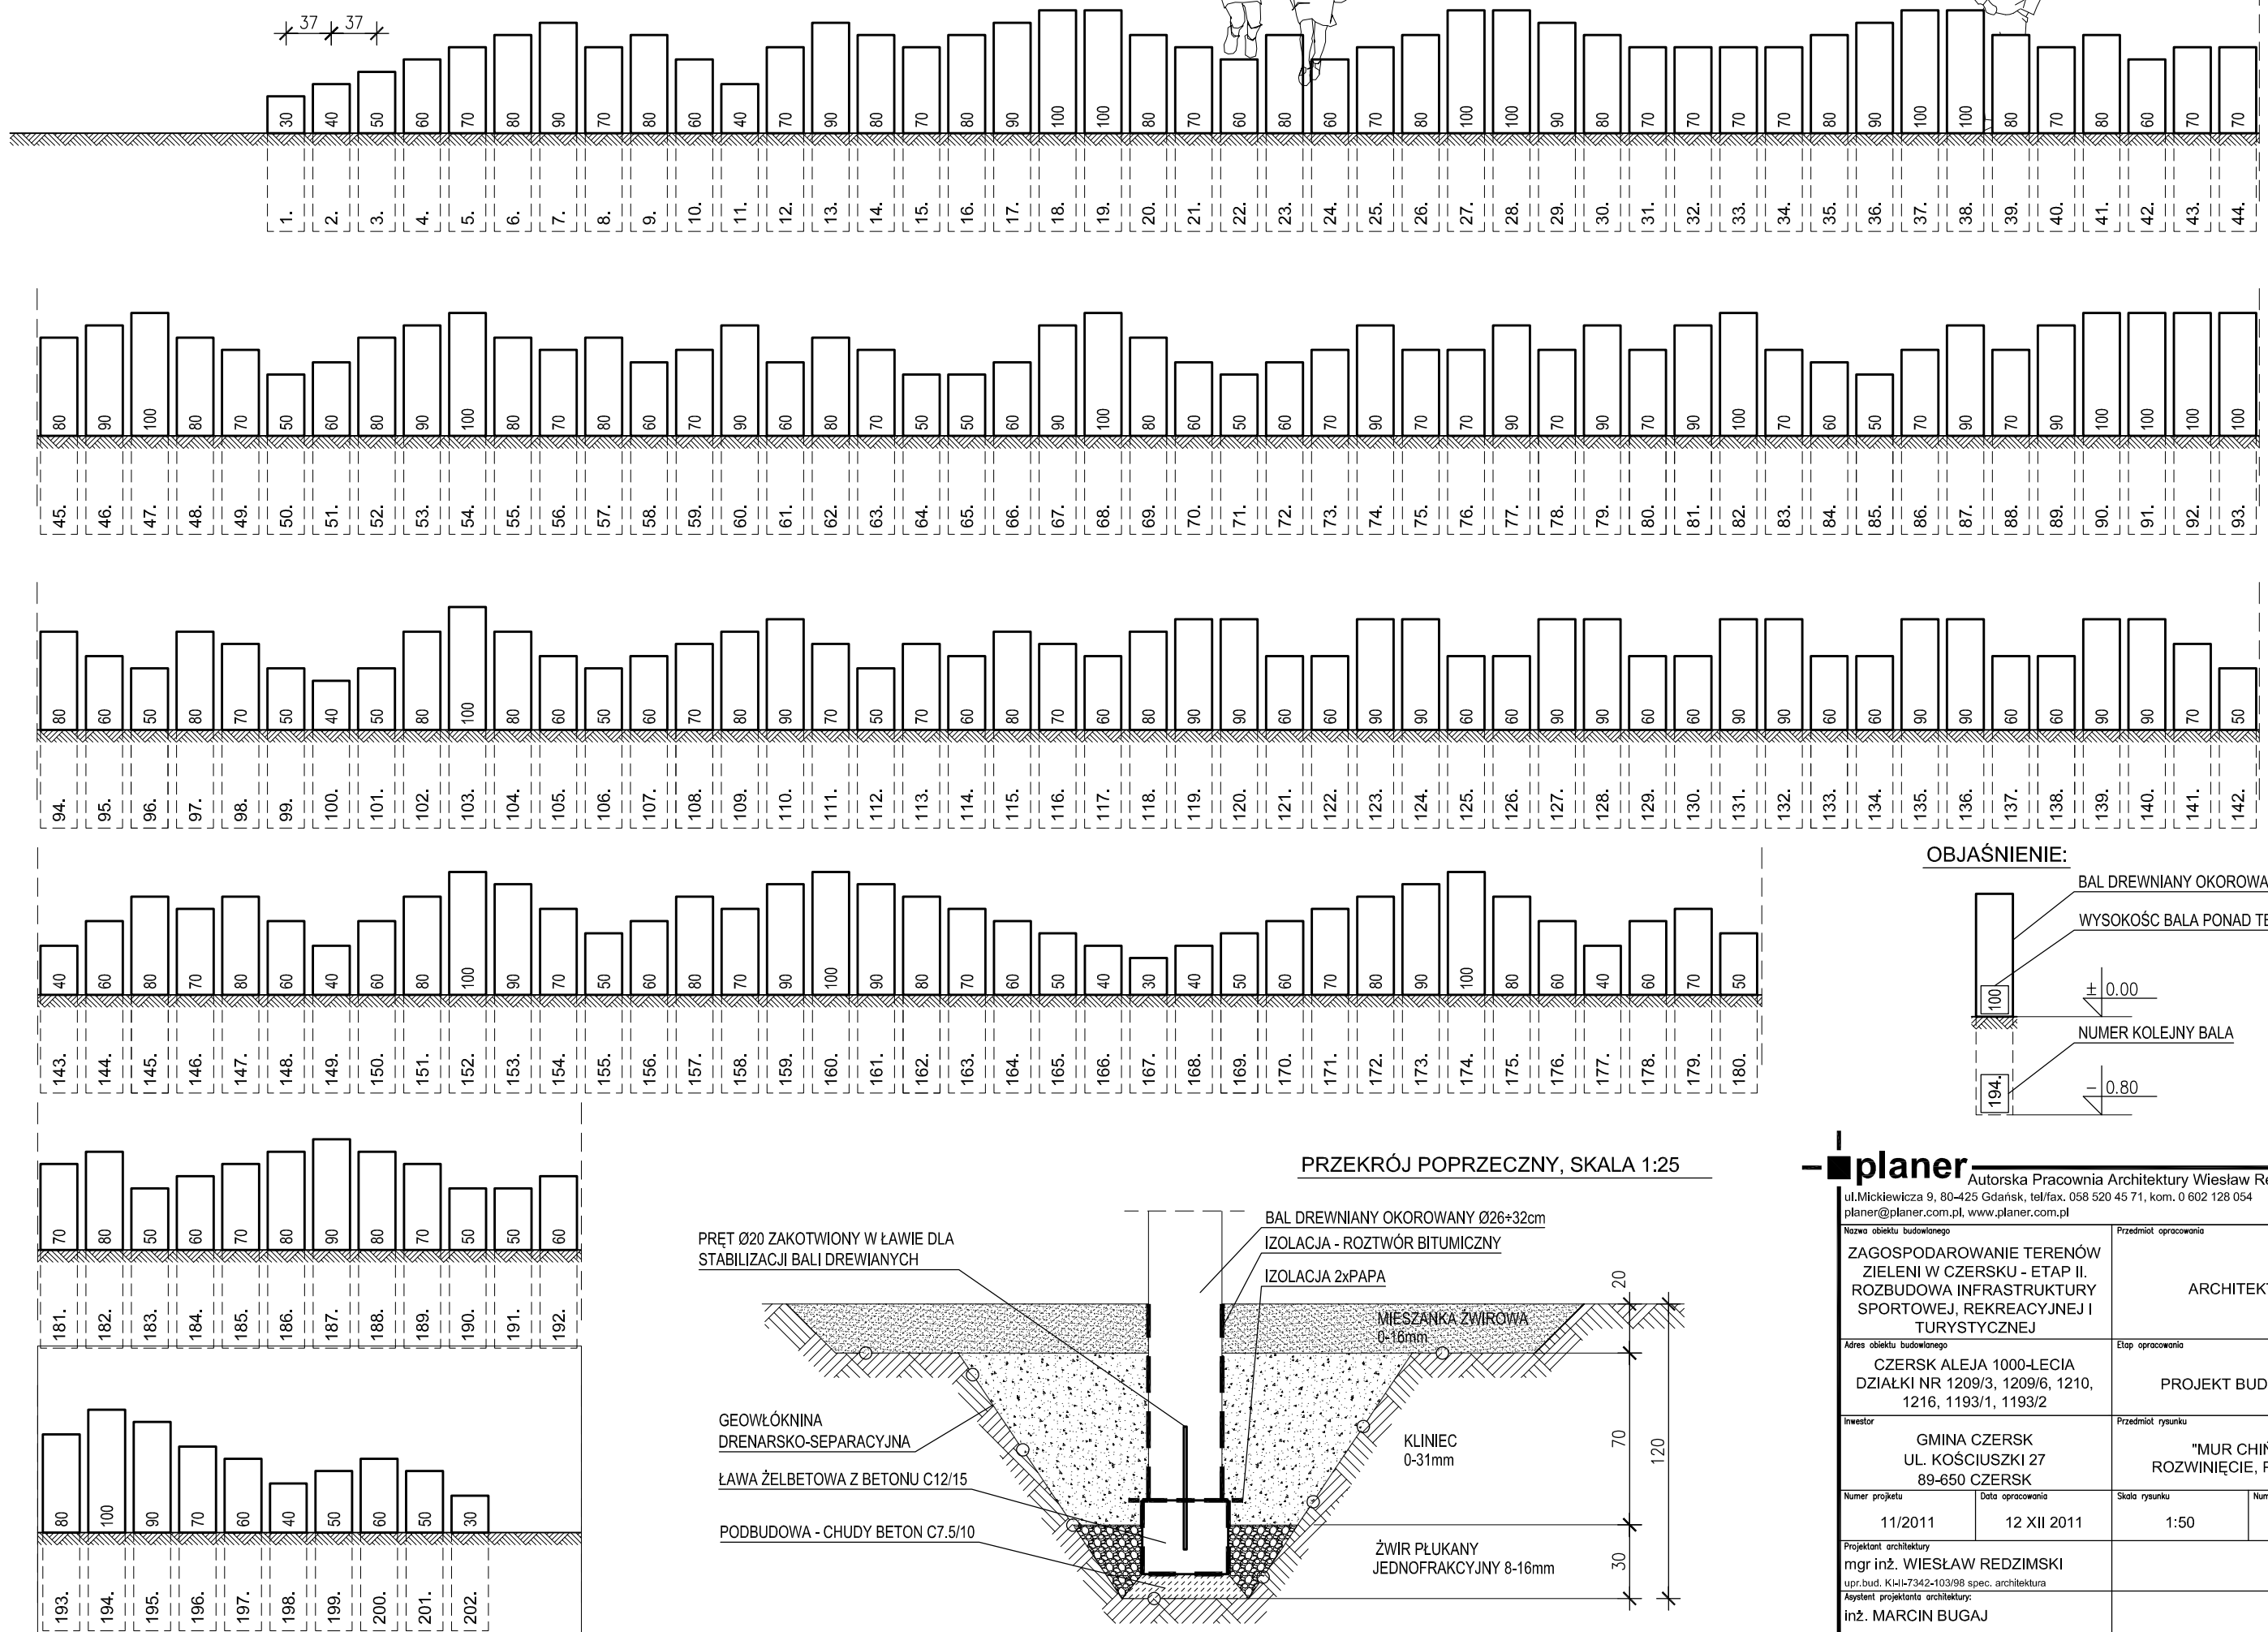 37 37
30 40 50 60 70 80 90 70 80 60 40 70 90 80 70 80 90 100 100 80 70 60 80 60 70 80 100 100 90 80 70 70 70 70 80 90 100 100 80 70 80 60 70 70
1. 2. 3. 4. 5. 6. 7. 8. 9. 10. 11. 12. 13. 14. 15. 16. 17. 18. 19. 20. 21. 22. 23. 24. 25. 26. 27. 28. 29. 30. 31. 32. 33. 34. 35. 36. 37. 38. 39. 40. 41. 42. 43. 44.
80 90 100 80 70 50 60 80 90 100 80 70 80 60 70 90 60 80 70 50 50 60 90 100 80 60 50 60 70 90 70 70 90 70 90 70 90 100 70 60 50 70 90 70 90 100 100 100 100
45. 46. 47. 48. 49. 50. 51. 52. 53. 54. 55. 56. 57. 58. 59. 60. 61. 62. 63. 64. 65. 66. 67. 68. 69. 70. 71. 72. 73. 74. 75. 76. 77. 78. 79. 80. 81. 82. 83. 84. 85. 86. 87. 88. 89. 90. 91. 92. 93.
80 60 50 80 70 50 40 50 80 100 80 60 50 60 70 80 90 70 50 70 60 80 70 60 80 90 90 60 60 90 90 60 60 90 90 60 60 90 90 60 60 90 90 60 60 90 90 70 50
94. 95. 96. 97. 98. 99. 100. 101. 102. 103. 104. 105. 106. 107. 108. 109. 110. 111. 112. 113. 114. 115. 116. 117. 118. 119. 120. 121. 122. 123. 124. 125. 126. 127. 128. 129. 130. 131. 132. 133. 134. 135. 136. 137. 138. 139. 140. 141. 142.
40 60 80 70 80 60 40 60 80 100 90 70 50 60 80 70 90 100 90 80 70 60 50 40 30 40 50 60 70 80 90 100 80 60 40 60 70 50
143. 144. 145. 146. 147. 148. 149. 150. 151. 152. 153. 154. 155. 156. 157. 158. 159. 160. 161. 162. 163. 164. 165. 166. 167. 168. 169. 170. 171. 172. 173. 174. 175. 176. 177. 178. 179. 180.
OBJAŚNIENIE:
BAL DREWNIANY OKOROWA
WYSOKOŚC BALA PONAD TE
100
± 0.00
NUMER KOLEJNY BALA
194.
- 0.80
70 80 50 60 70 80 90 80 70 50 50 60
181. 182. 183. 184. 185. 186. 187. 188. 189. 190. 191. 192.
80 100 90 70 60 40 50 60 50 30
193. 194. 195. 196. 197. 198. 199. 200. 201. 202.
PRZEKRÓJ POPRZECZNY, SKALA 1:25
PRĘT Ø20 ZAKOTWIONY W ŁAWIE DLA
STABILIZACJI BALI DREWIANYCH
BAL DREWNIANY OKOROWANY Ø26÷32cm
IZOLACJA - ROZTWÓR BITUMICZNY
IZOLACJA 2xPAPA
MIESZANKA ŻWIROWA
0-16mm
GEOWŁÓKNINA
DRENARSKO-SEPARACYJNA
KLINIEC
0-31mm
ŁAWA ŻELBETOWA Z BETONU C12/15
PODBUDOWA - CHUDY BETON C7.5/10
ŻWIR PŁUKANY
JEDNOFRAKCYJNY 8-16mm
20
70
30
120
planer
Autorska Pracownia Architektury Wiesław Re
ul.Mickiewicza 9, 80-425 Gdańsk, tel/fax. 058 520 45 71, kom. 0 602 128 054
planer@planer.com.pl, www.planer.com.pl
Nazwa obiektu budowlanego
ZAGOSPODAROWANIE TERENÓW
ZIELENI W CZERSKU - ETAP II.
ROZBUDOWA INFRASTRUKTURY
SPORTOWEJ, REKREACYJNEJ I
TURYSTYCZNEJ
Przedmiot opracowania
ARCHITEK
Adres obiektu budowlanego
CZERSK ALEJA 1000-LECIA
DZIAŁKI NR 1209/3, 1209/6, 1210,
1216, 1193/1, 1193/2
Etap opracowania
PROJEKT BUD
Inwestor
GMINA CZERSK
UL. KOŚCIUSZKI 27
89-650 CZERSK
Przedmiot rysunku
"MUR CHIŃ
ROZWINIĘCIE, P
Numer projketu
11/2011
Data opracowania
12 XII 2011
Skala rysunku
1:50
Num
Projektant architektury
mgr inż. WIESŁAW REDZIMSKI
upr.bud. KI-II-7342-103/98 spec. architektura
Asystent projektanta architektury:
inż. MARCIN BUGAJ